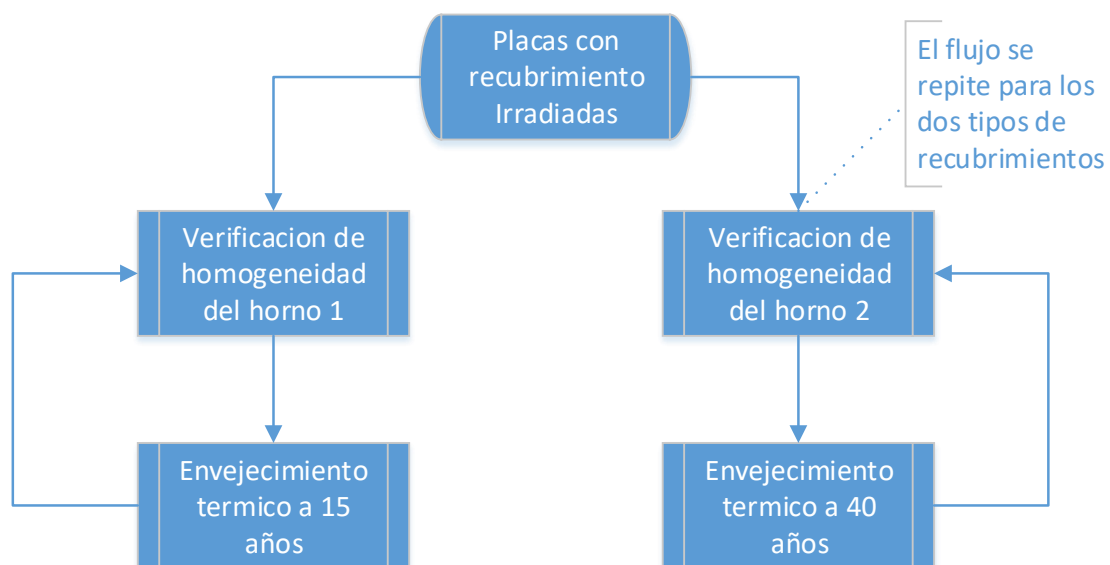 Placas con
recubrimiento
Irradiadas
El flujo se
repite para los
dos tipos de
recubrimientos
Verificacion de
homogeneidad
del horno 1
Verificacion de
homogeneidad
del horno 2
Envejecimiento
termico a 15
años
Envejecimiento
termico a 40
años